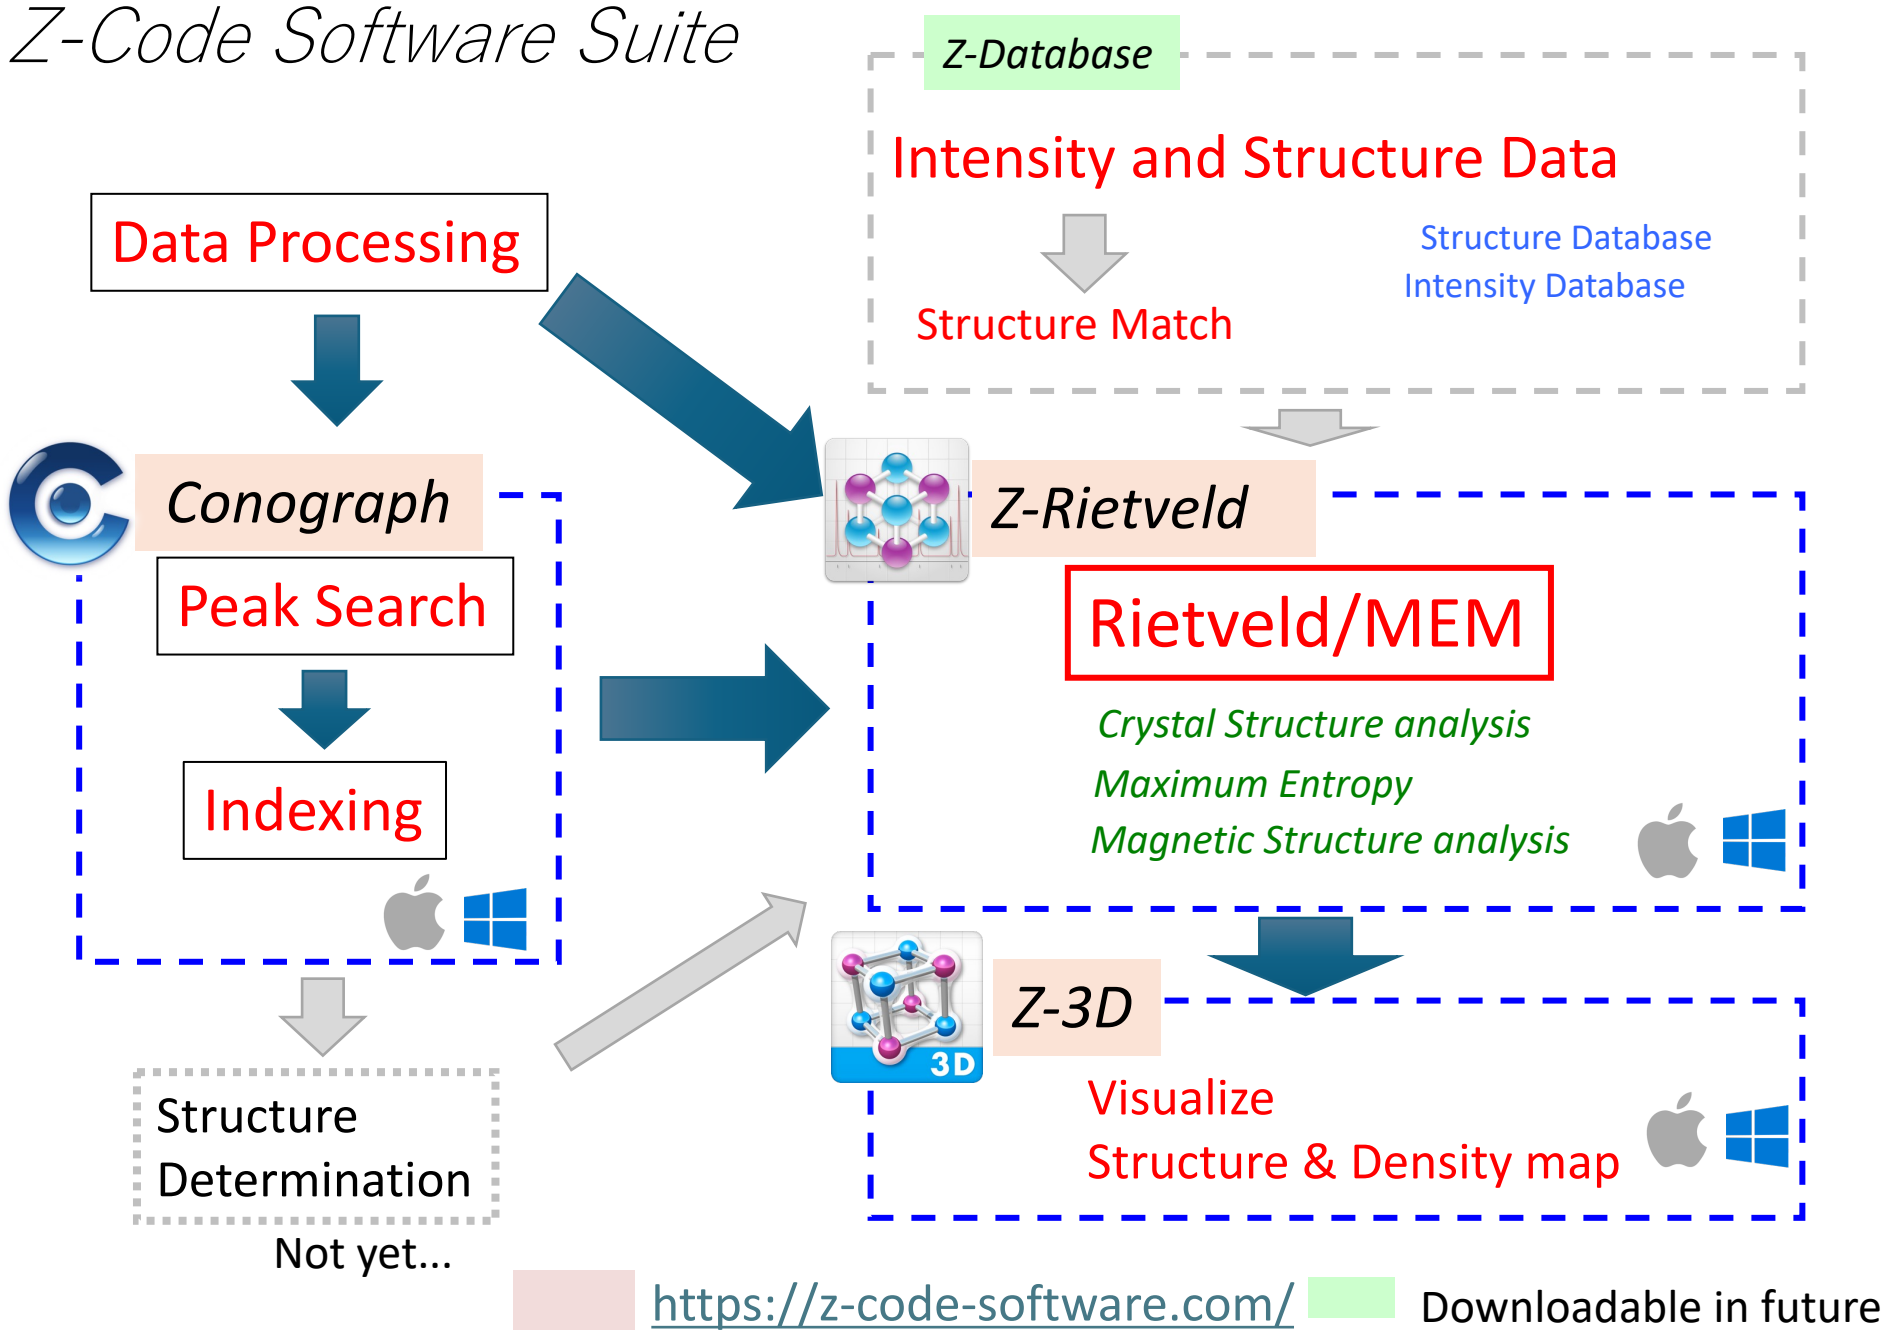 Z-Code Software Suite
Z-Database
Intensity and Structure Data
Structure Database
Intensity Database
Structure Match
Data Processing
Conograph
Peak Search
Indexing
Structure
Determination
Not yet...
Z-Rietveld
Rietveld/MEM
Crystal Structure analysis
Maximum Entropy
Magnetic Structure analysis
3D
Z-3D
Visualize
Structure & Density map
https://z-code-software.com/
Downloadable in future